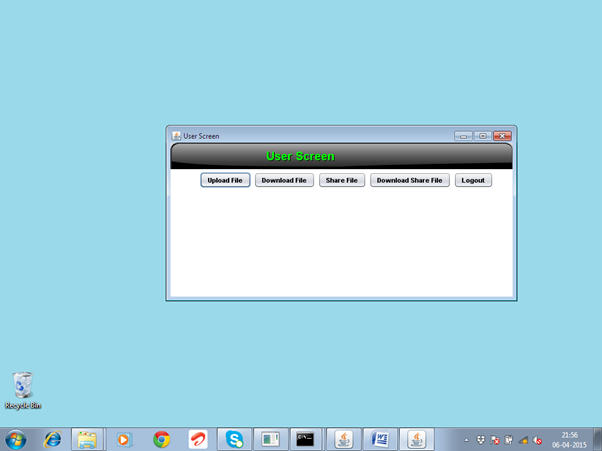 User Screen
User Screen
Upload File Download File Share File Download Share File Logout
Recycle Bin
21:56
06-04-2015